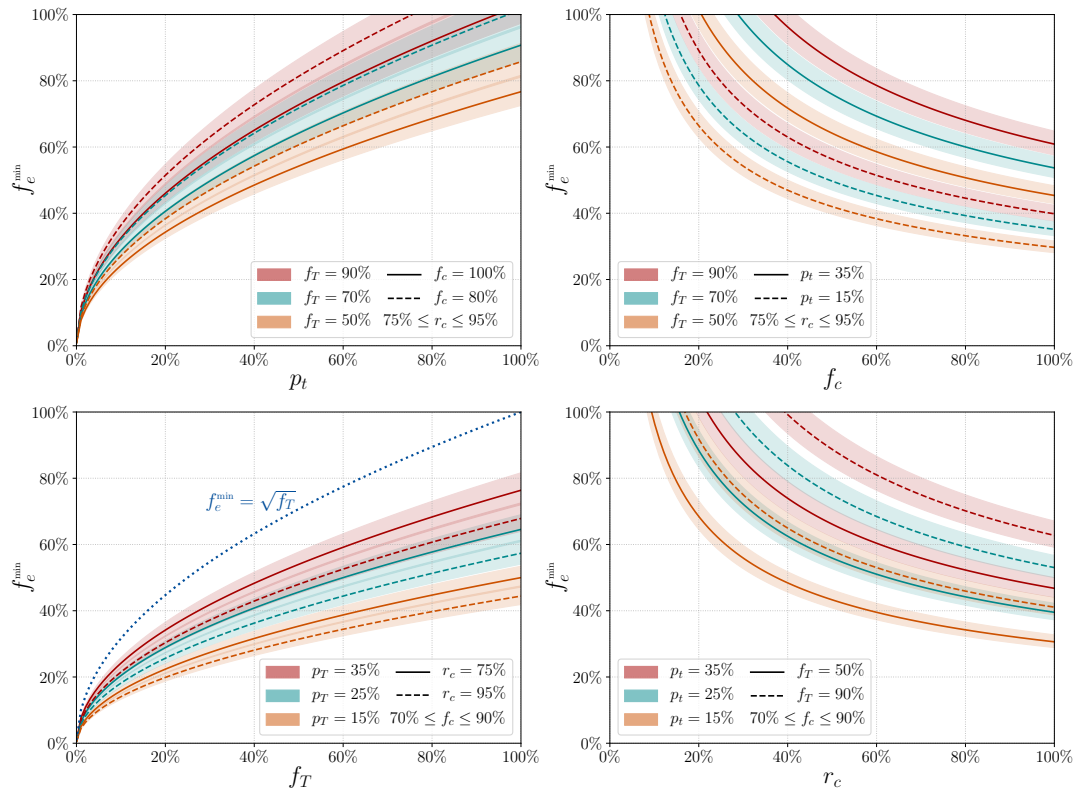 100%
80%
60%
40%
20%
0%
f_e^min
f_T = 90% f_c = 100%
f_T = 70% f_c = 80%
f_T = 50% 75% ≤ r_c ≤ 95%
0% 20% 40% 60% 80% 100%
p_t
100%
80%
60%
40%
20%
0%
f_e^min
f_T = 90% p_t = 35%
f_T = 70% p_t = 15%
f_T = 50% 75% ≤ r_c ≤ 95%
0% 20% 40% 60% 80% 100%
f_c
100%
80%
60%
40%
20%
0%
f_e^min
f_e^min = √f_T
p_T = 35% r_c = 75%
p_T = 25% r_c = 95%
p_T = 15% 70% ≤ f_c ≤ 90%
0% 20% 40% 60% 80% 100%
f_T
100%
80%
60%
40%
20%
0%
f_e^min
p_t = 35% f_T = 50%
p_t = 25% f_T = 90%
p_t = 15% 70% ≤ f_c ≤ 90%
0% 20% 40% 60% 80% 100%
r_c